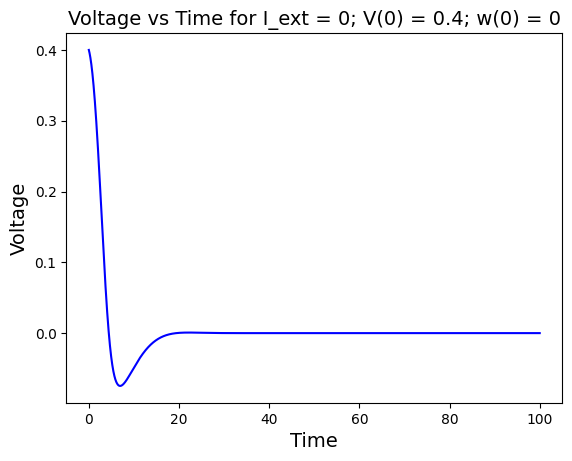 Voltage vs Time for I_ext = 0; V(0) = 0.4; w(0) = 0
0.4
0.3
0.2
0.1
0.0
Voltage
0 20 40 60 80 100
Time